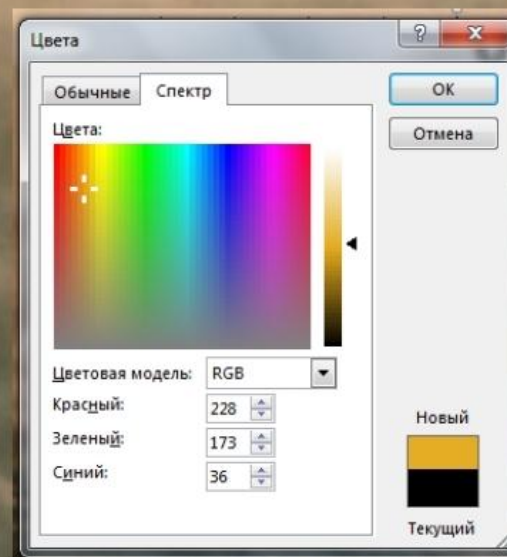 Цвета
Обычные Спектр
ОК
Отмена
Цвета:
Цветовая модель: RGB
Красный: 228
Зеленый: 173
Синий: 36
Новый
Текущий